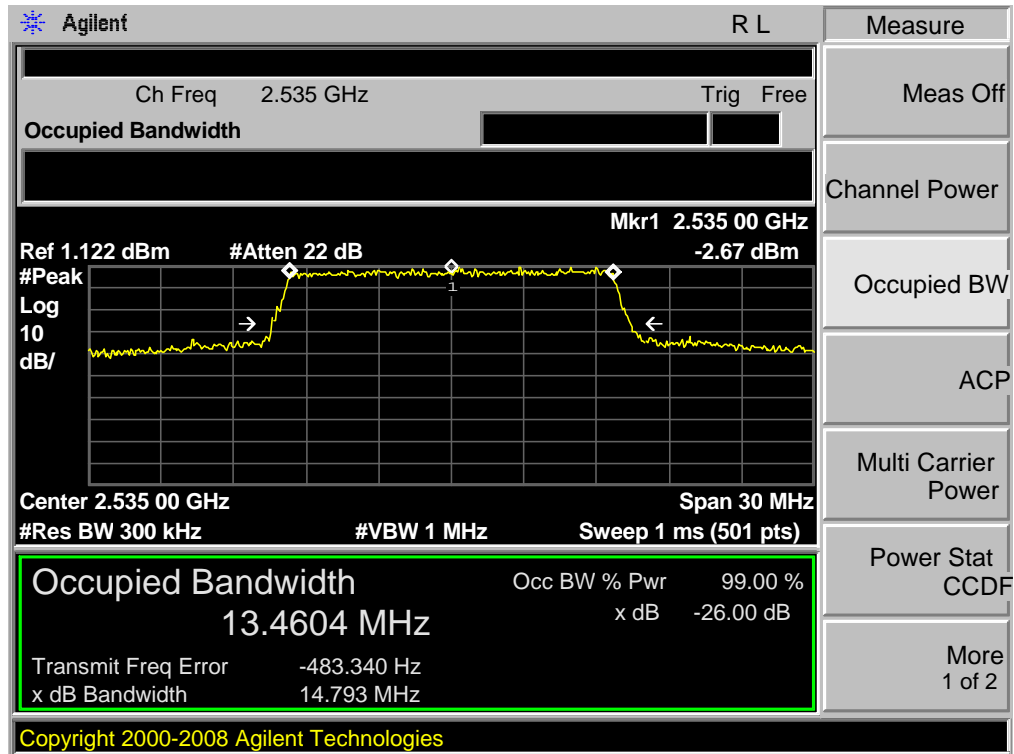 Agilent R L
Ch Freq 2.535 GHz Trig Free
Occupied Bandwidth
Mkr1 2.535 00 GHz
Ref 1.122 dBm #Atten 22 dB -2.67 dBm
#Peak
Log
10
dB/
1
Center 2.535 00 GHz Span 30 MHz
#Res BW 300 kHz #VBW 1 MHz Sweep 1 ms (501 pts)
Occupied Bandwidth
13.4604 MHz
Occ BW % Pwr 99.00 %
x dB -26.00 dB
Transmit Freq Error -483.340 Hz
x dB Bandwidth 14.793 MHz
Copyright 2000-2008 Agilent Technologies
Measure
Meas Off
Channel Power
Occupied BW
ACP
Multi Carrier
Power
Power Stat
CCDF
More
1 of 2